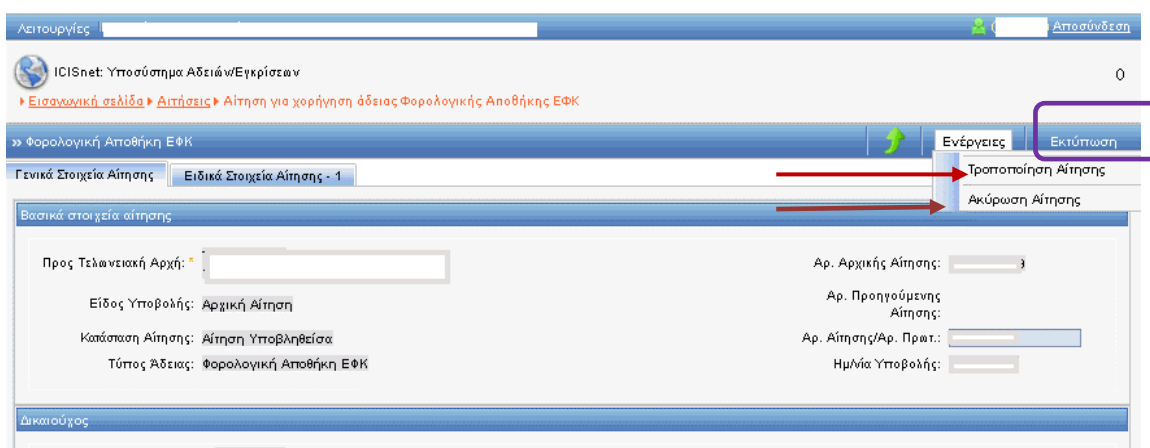 Λειτουργίες
( ) Αποσύνδεση
ICISnet: Υποσύστημα Αδειών/Εγκρίσεων
0
Εισαγωγική σελίδα Αιτήσεις Αίτηση για χορήγηση άδειας Φορολογικής Αποθήκης ΕΦΚ
» Φορολογική Αποθήκη ΕΦΚ
Ενέργειες Εκτύπωση
Τροποποίηση Αίτησης
Ακύρωση Αίτησης
Γενικά Στοιχεία Αίτησης Ειδικά Στοιχεία Αίτησης - 1
Βασικά στοιχεία αίτησης
Προς Τελωνειακή Αρχή: *
Αρ. Αρχικής Αίτησης:
Είδος Υποβολής: Αρχική Αίτηση
Αρ. Προηγούμενης
Αίτησης:
Κατάσταση Αίτησης: Αίτηση Υποβληθείσα
Αρ. Αίτησης/Αρ. Πρωτ.:
Τύπος Άδειας: Φορολογική Αποθήκη ΕΦΚ
Ημ/νία Υποβολής:
Δικαιούχος